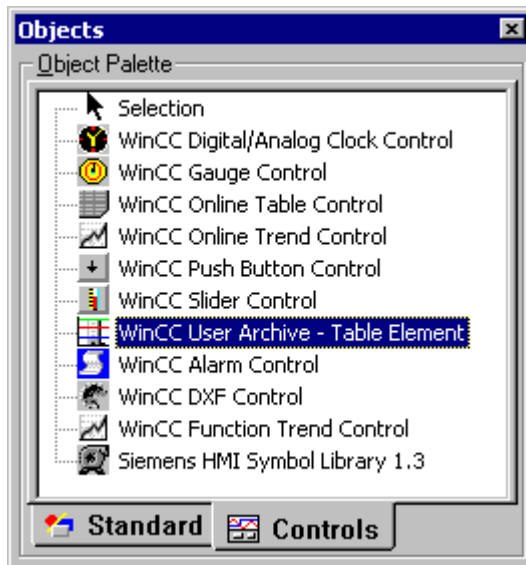 Objects
Object Palette
Selection
WinCC Digital/Analog Clock Control
WinCC Gauge Control
WinCC Online Table Control
WinCC Online Trend Control
WinCC Push Button Control
WinCC Slider Control
WinCC User Archive - Table Element
WinCC Alarm Control
WinCC DXF Control
WinCC Function Trend Control
Siemens HMI Symbol Library 1.3
Standard Controls